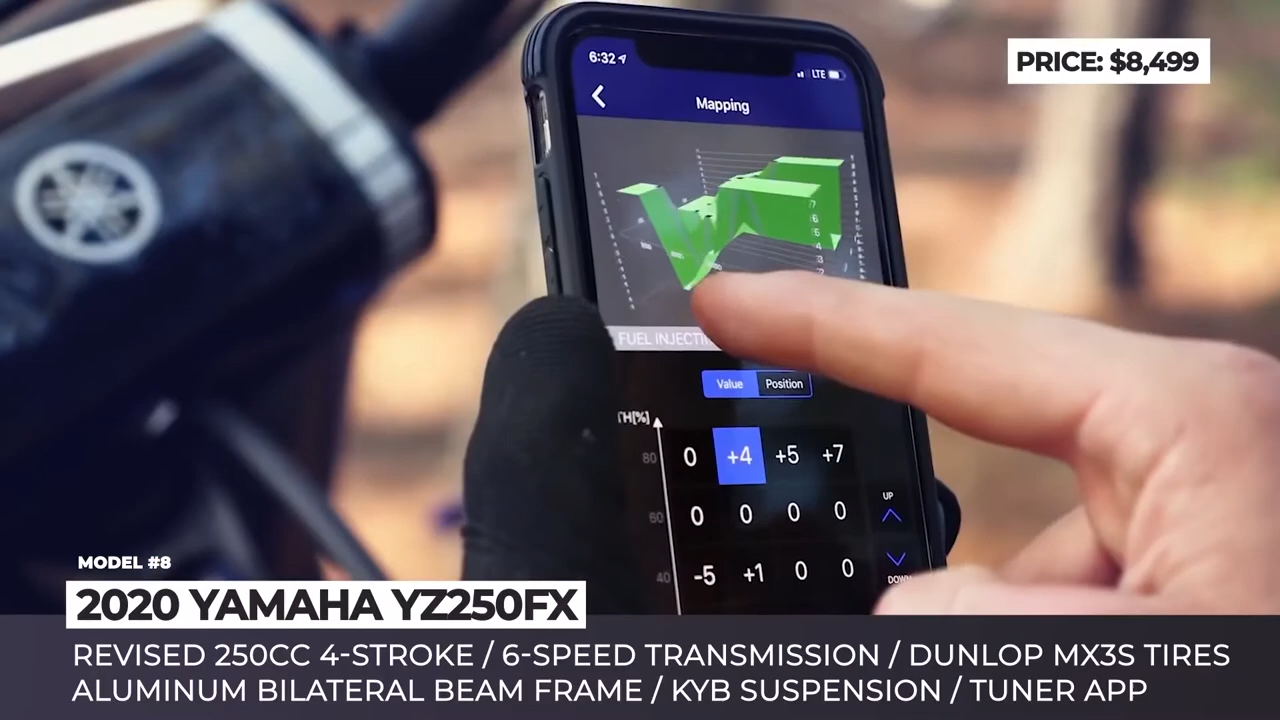 PRICE: $8,499
6:32
LTE
Mapping
FUEL INJECTI
Value Position
TH[%]
80 0 +4 +5 +7
60 0 0 0 0
UP
40 -5 +1 0 0
DOWN
MODEL #8
2020 YAMAHA YZ250FX
REVISED 250CC 4-STROKE / 6-SPEED TRANSMISSION / DUNLOP MX3S TIRES
ALUMINUM BILATERAL BEAM FRAME / KYB SUSPENSION / TUNER APP